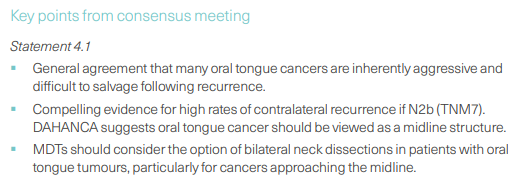 Key points from consensus meeting
Statement 4.1
▪ General agreement that many oral tongue cancers are inherently aggressive and
difficult to salvage following recurrence.
▪ Compelling evidence for high rates of contralateral recurrence if N2b (TNM7).
DAHANCA suggests oral tongue cancer should be viewed as a midline structure.
▪ MDTs should consider the option of bilateral neck dissections in patients with oral
tongue tumours, particularly for cancers approaching the midline.